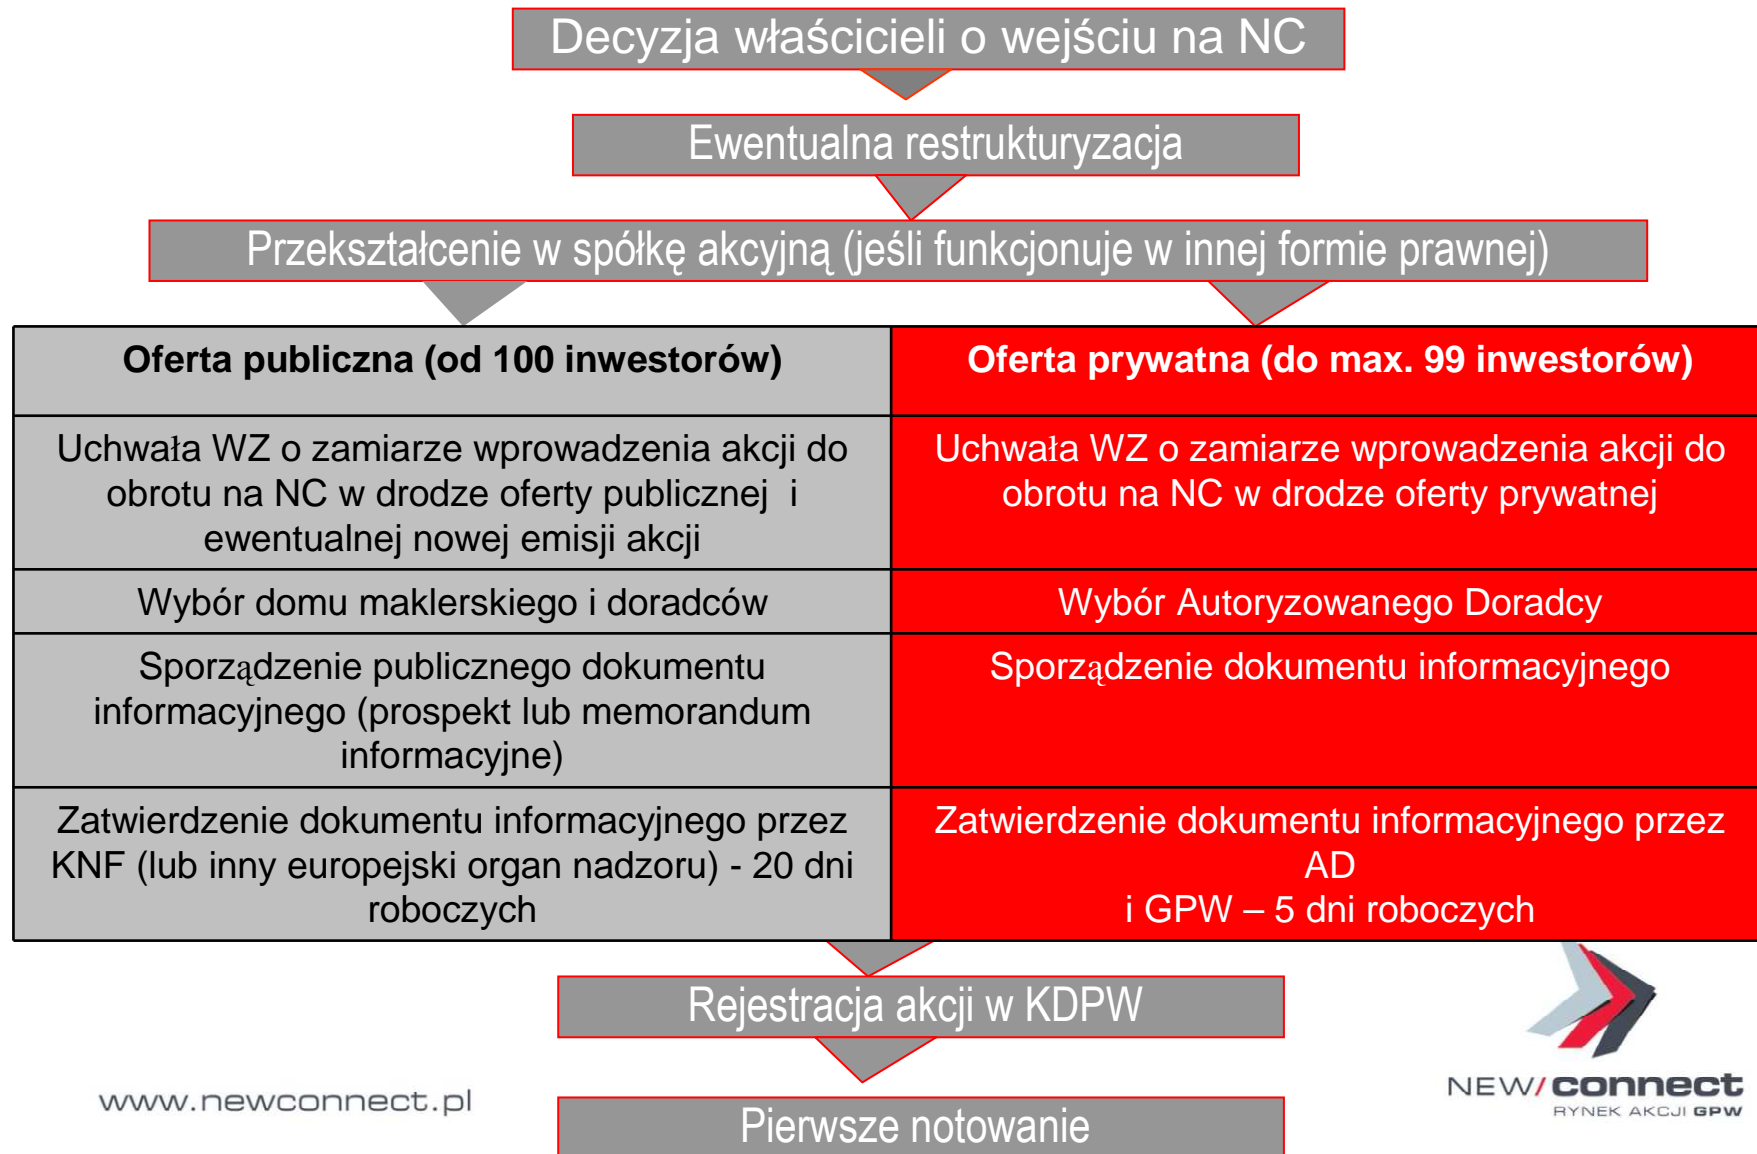 Decyzja właścicieli o wejściu na NC
Ewentualna restrukturyzacja
Przekształcenie w spółkę akcyjną (jeśli funkcjonuje w innej formie prawnej)
Oferta publiczna (od 100 inwestorów)
Uchwała WZ o zamiarze wprowadzenia akcji do
obrotu na NC w drodze oferty publicznej i
ewentualnej nowej emisji akcji
Wybór domu maklerskiego i doradców
Sporządzenie publicznego dokumentu
informacyjnego (prospekt lub memorandum
informacyjne)
Zatwierdzenie dokumentu informacyjnego przez
KNF (lub inny europejski organ nadzoru) - 20 dni
roboczych
Oferta prywatna (do max. 99 inwestorów)
Uchwała WZ o zamiarze wprowadzenia akcji do
obrotu na NC w drodze oferty prywatnej
Wybór Autoryzowanego Doradcy
Sporządzenie dokumentu informacyjnego
Zatwierdzenie dokumentu informacyjnego przez
AD
i GPW – 5 dni roboczych
Rejestracja akcji w KDPW
Pierwsze notowanie
www.newconnect.pl
NEW/connect
RYNEK AKCJI GPW